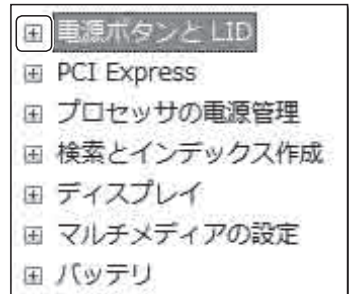 電源ボタンと LID
PCI Express
プロセッサの電源管理
検索とインデックス作成
ディスプレイ
マルチメディアの設定
バッテリ